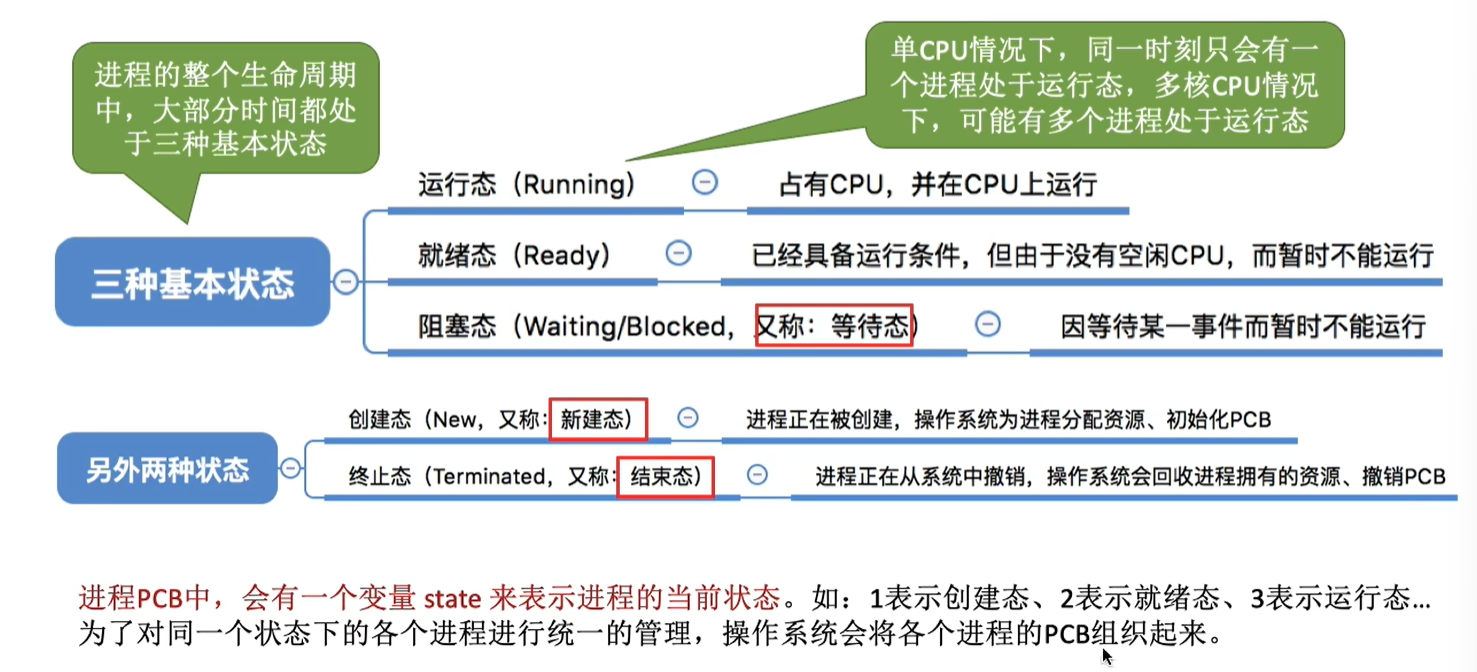 进程的整个生命周期
中，大部分时间都处
于三种基本状态
单CPU情况下，同一时刻只会有一
个进程处于运行态，多核CPU情况
下，可能有多个进程处于运行态
三种基本状态
运行态（Running） 占有CPU，并在CPU上运行
就绪态（Ready） 已经具备运行条件，但由于没有空闲CPU，而暂时不能运行
阻塞态（Waiting/Blocked，又称：等待态） 因等待某一事件而暂时不能运行
另外两种状态
创建态（New，又称：新建态） 进程正在被创建，操作系统为进程分配资源、初始化PCB
终止态（Terminated，又称：结束态） 进程正在从系统中撤销，操作系统会回收进程拥有的资源、撤销PCB
进程PCB中，会有一个变量 state 来表示进程的当前状态。如：1表示创建态、2表示就绪态、3表示运行态...
为了对同一个状态下的各个进程进行统一的管理，操作系统会将各个进程的PCB组织起来。